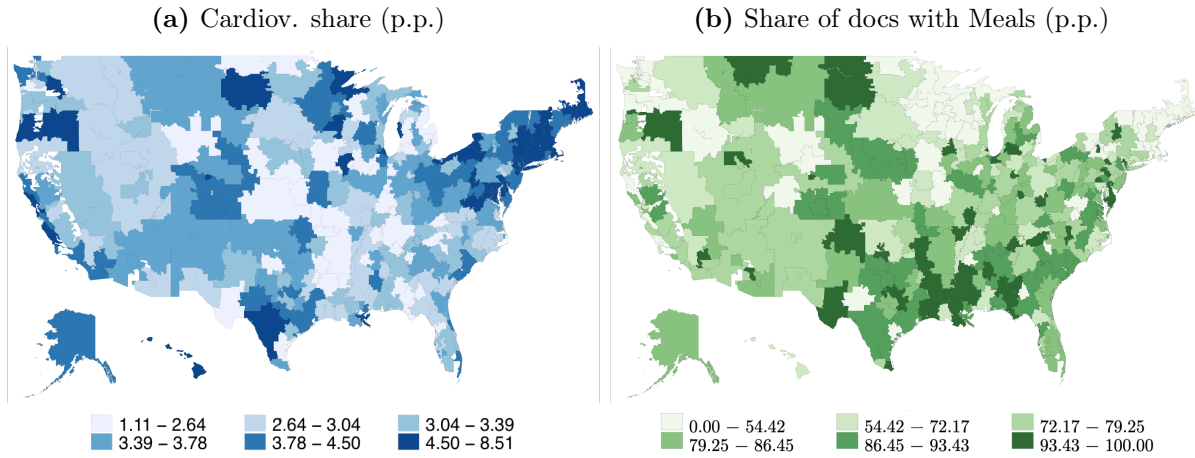 (a) Cardiov. share (p.p.)
(b) Share of docs with Meals (p.p.)
1.11 – 2.64
2.64 – 3.04
3.04 – 3.39
3.39 – 3.78
3.78 – 4.50
4.50 – 8.51
0.00 – 54.42
54.42 – 72.17
72.17 – 79.25
79.25 – 86.45
86.45 – 93.43
93.43 – 100.00